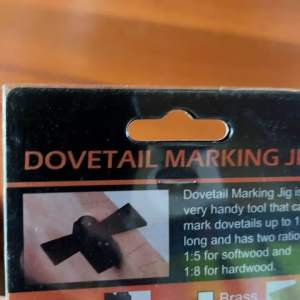 DOVETAIL MARKING JI
Dovetail Marking Jig is
very handy tool that ca
mark dovetails up to 1
long and has two ratio
1:5 for softwood and
1:8 for hardwood.
Brass